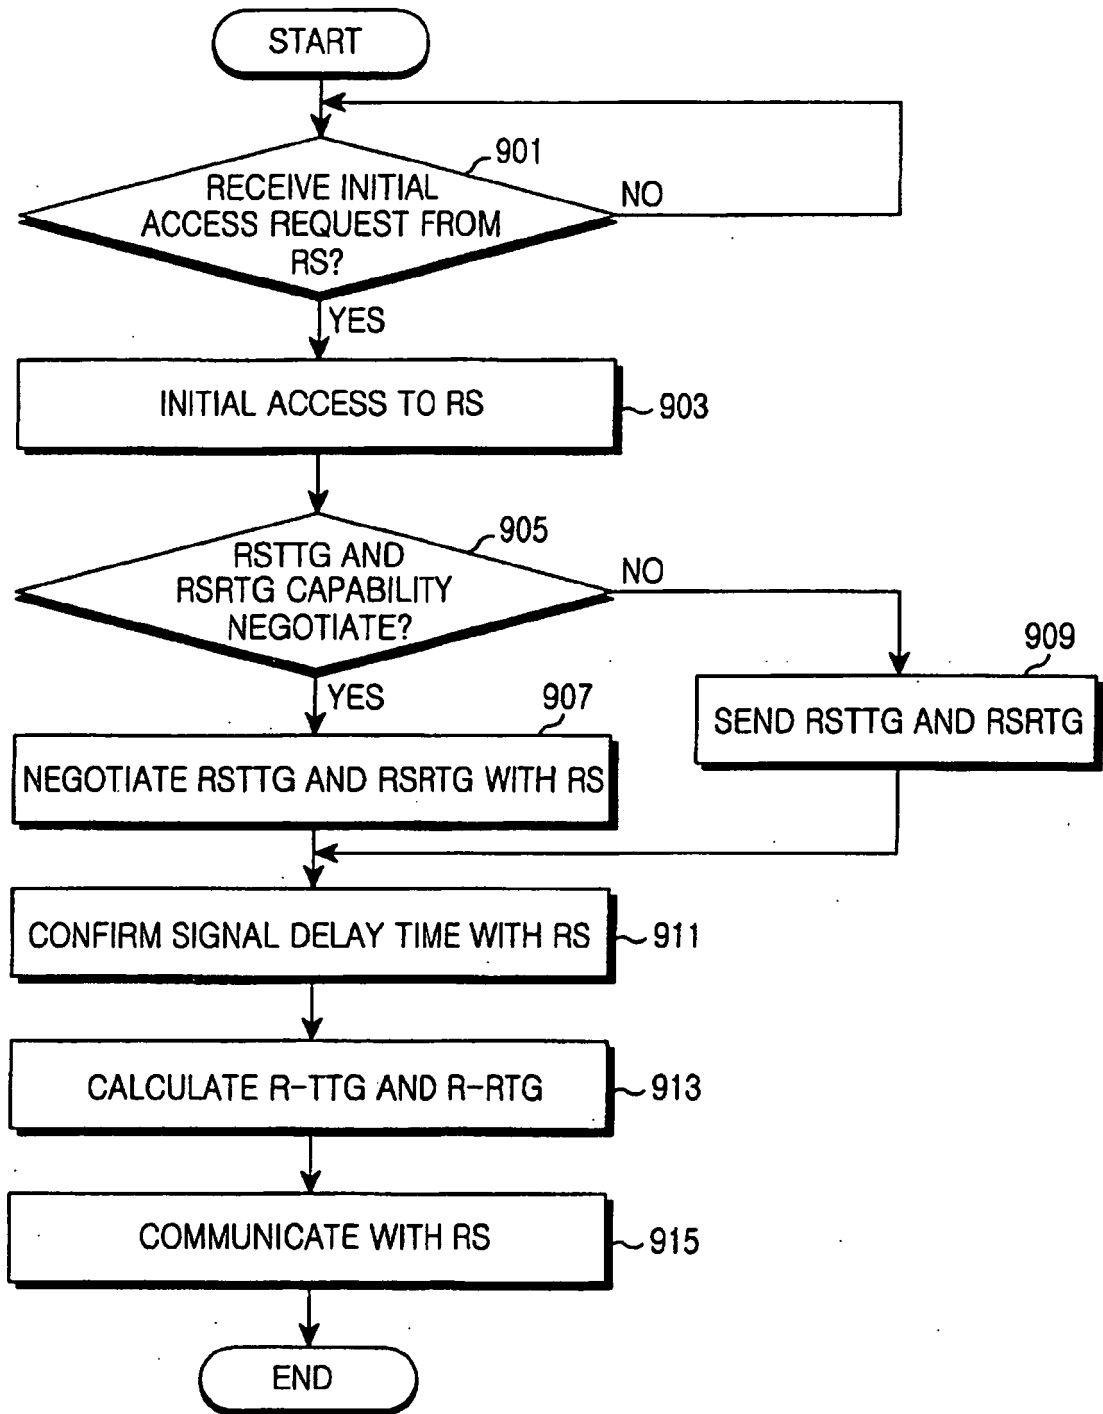 START
901
RECEIVE INITIAL
ACCESS REQUEST FROM
RS?
NO
YES
INITIAL ACCESS TO RS
903
905
RSTTG AND
RSRTG CAPABILITY
NEGOTIATE?
NO
YES
909
SEND RSTTG AND RSRTG
907
NEGOTIATE RSTTG AND RSRTG WITH RS
CONFIRM SIGNAL DELAY TIME WITH RS
911
CALCULATE R-TTG AND R-RTG
913
COMMUNICATE WITH RS
915
END